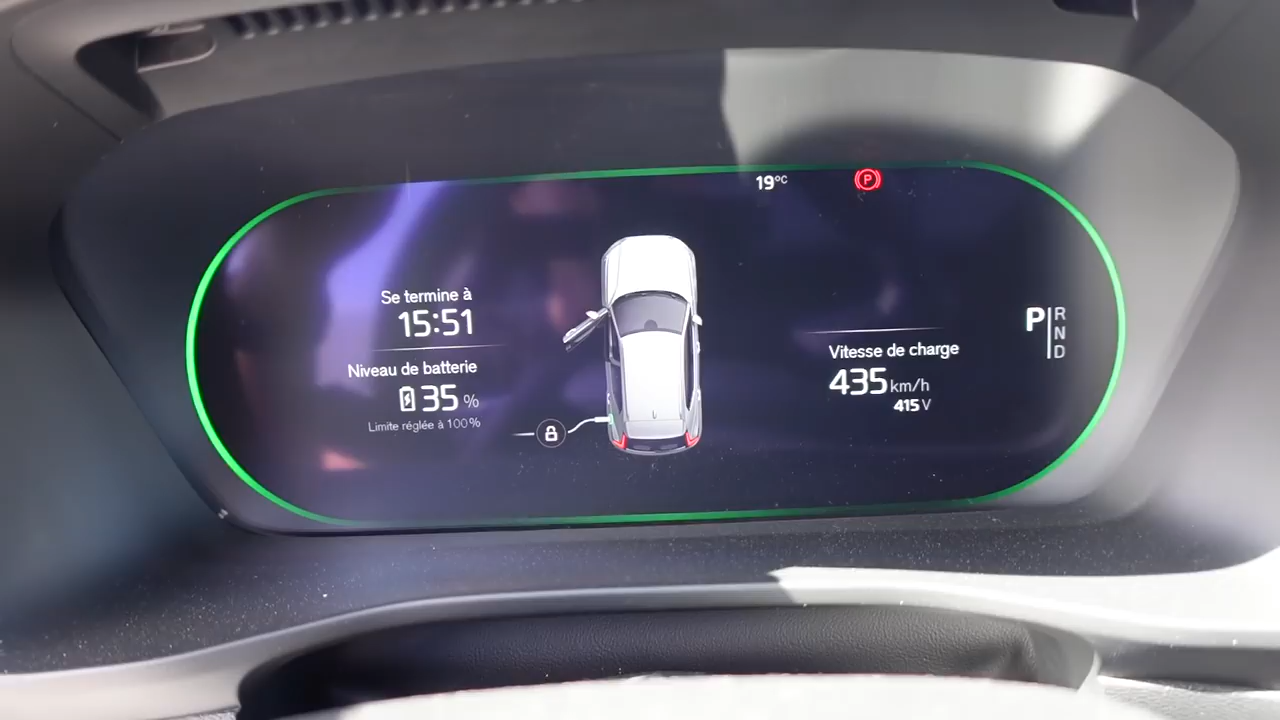 19°C
P
Se termine à
15:51
Niveau de batterie
35 %
Limite réglée à 100 %
Vitesse de charge
435 km/h
415 V
P
R
N
D